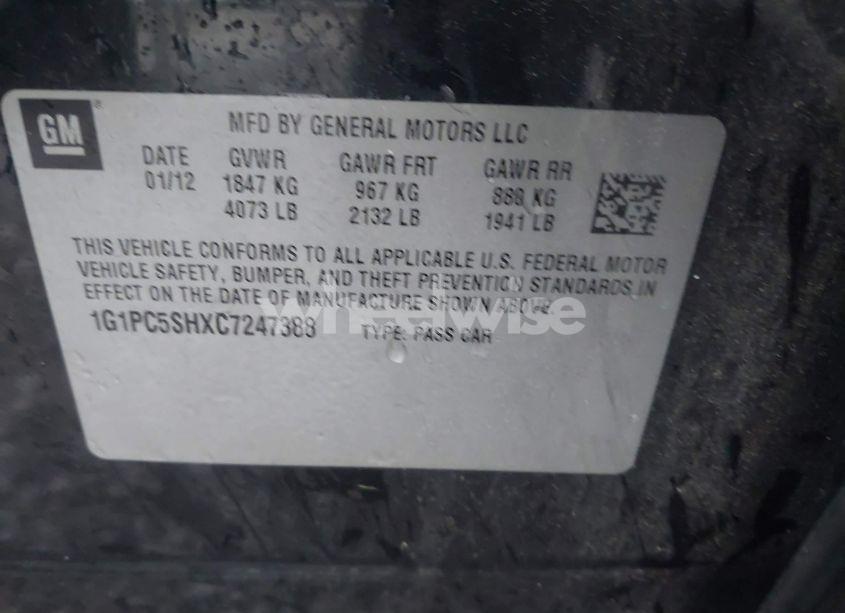 GM
MFD BY GENERAL MOTORS LLC
DATE GVWR GAWR FRT GAWR RR
01/12 1847 KG 967 KG 880 KG
4073 LB 2132 LB 1941 LB
THIS VEHICLE CONFORMS TO ALL APPLICABLE U.S. FEDERAL MOTOR
VEHICLE SAFETY, BUMPER, AND THEFT PREVENTION STANDARDS IN
EFFECT ON THE DATE OF MANUFACTURE SHOWN ABOVE.
1G1PC5SHXC7247388 TYPE: PASS CAR
wheelwise